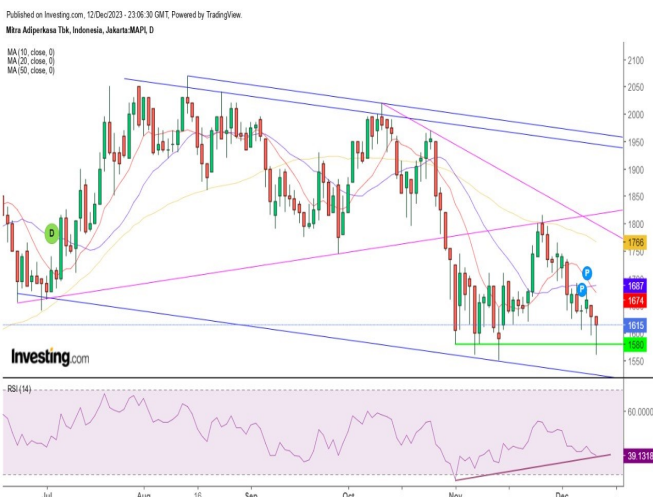 Published on Investing.com, 12/Dec/2023 - 23:06:30 GMT, Powered by TradingView.
Mitra Adiperkasa Tbk, Indonesia, Jakarta:MAPI, D
MA (10, close, 0)
MA (20, close, 0)
MA (50, close, 0)
2100
2050
2000
1950
1900
1850
1800
1766
D
1700
P
P
1687
1674
1615
1580
1550
Investing.com
RSI (14)
60.0000
39.1318
Jul
Aug
16
Sep
Oct
Nov
Dec